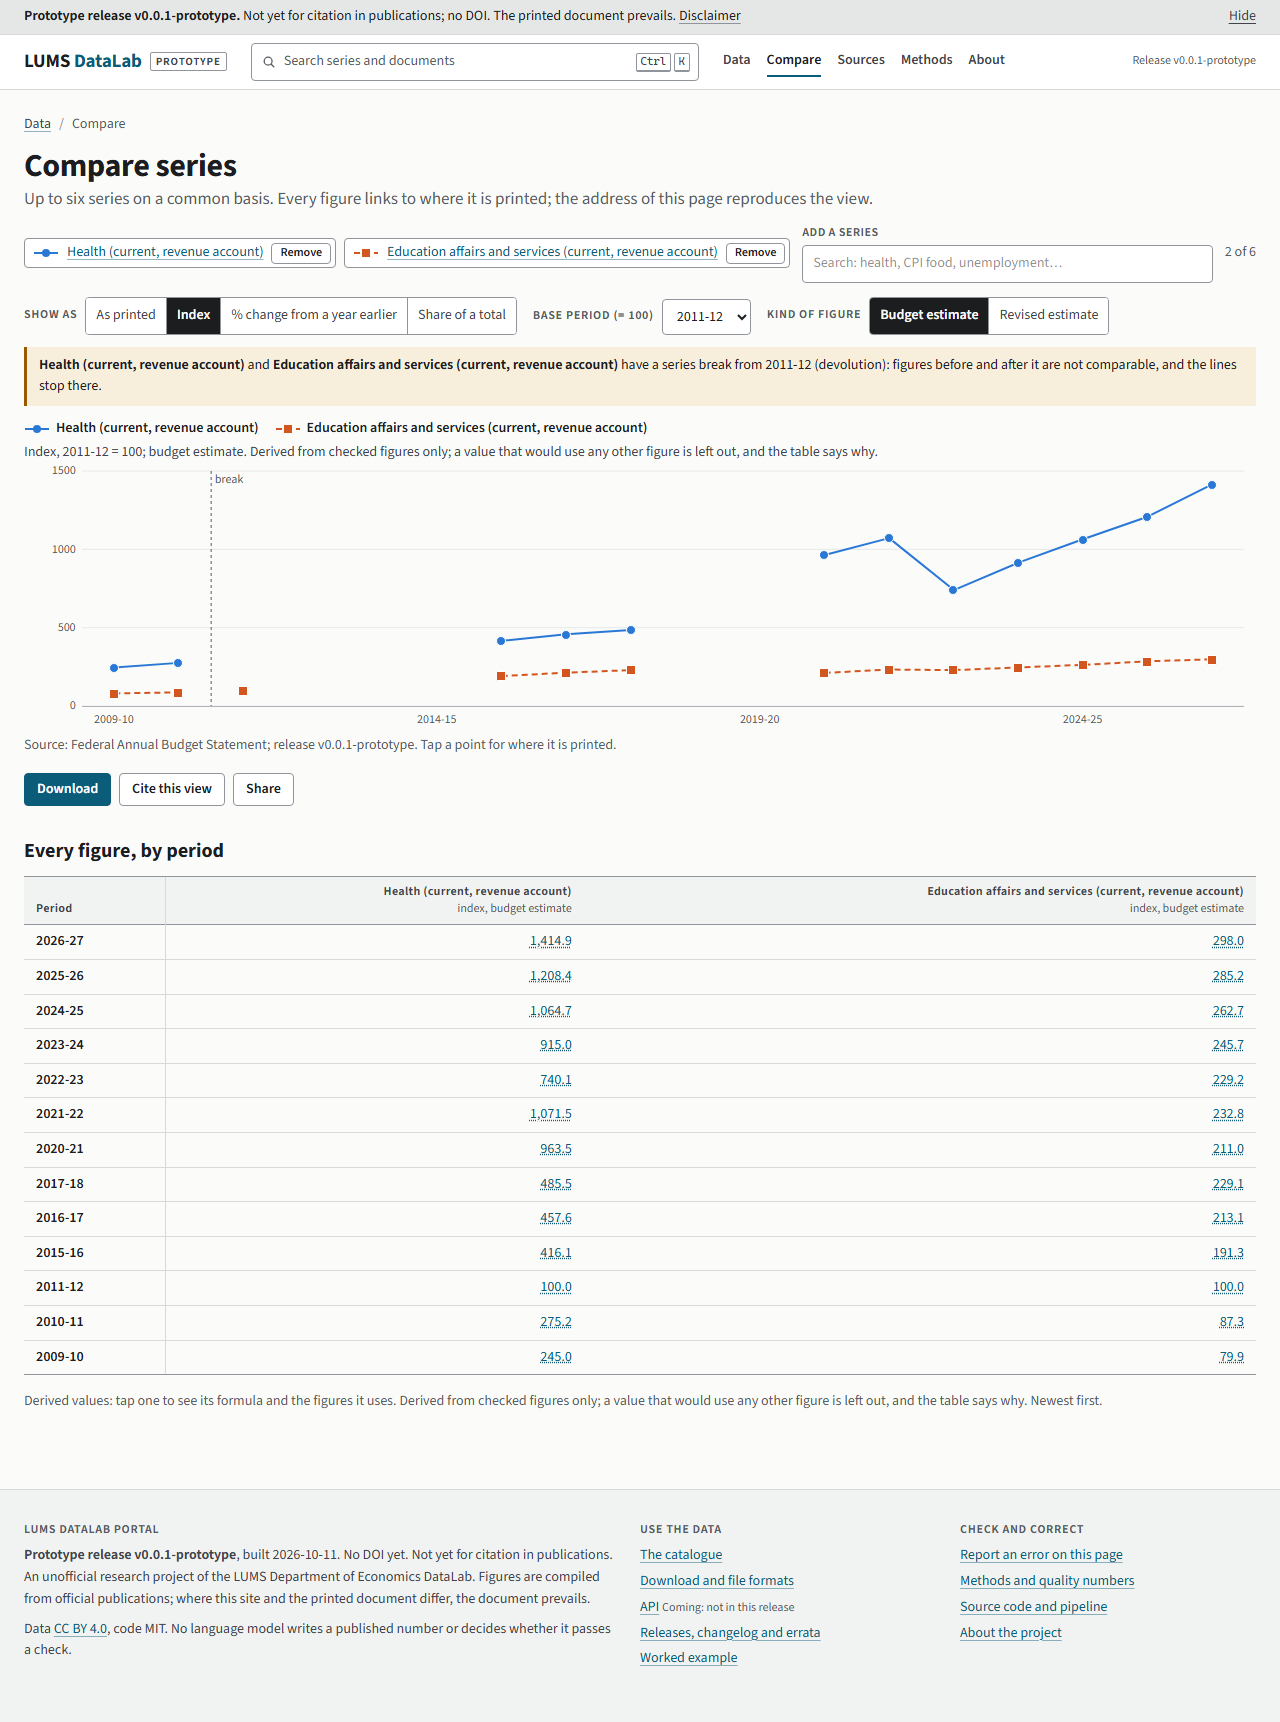 Prototype release v0.0.1-prototype. Not yet for citation in publications; no DOI. The printed document prevails. Disclaimer
Hide
LUMS DataLab PROTOTYPE
Search series and documents Ctrl K
Data Compare Sources Methods About
Release v0.0.1-prototype
Data / Compare
Compare series
Up to six series on a common basis. Every figure links to where it is printed; the address of this page reproduces the view.
Health (current, revenue account) Remove
Education affairs and services (current, revenue account) Remove
ADD A SERIES
Search: health, CPI food, unemployment…
2 of 6
SHOW AS As printed Index % change from a year earlier Share of a total
BASE PERIOD (= 100) 2011-12
KIND OF FIGURE Budget estimate Revised estimate
Health (current, revenue account) and Education affairs and services (current, revenue account) have a series break from 2011-12 (devolution): figures before and after it are not comparable, and the lines
stop there.
Health (current, revenue account) Education affairs and services (current, revenue account)
Index, 2011-12 = 100; budget estimate. Derived from checked figures only; a value that would use any other figure is left out, and the table says why.
1500
break
1000
500
0
2009-10 2014-15 2019-20 2024-25
Source: Federal Annual Budget Statement; release v0.0.1-prototype. Tap a point for where it is printed.
Download Cite this view Share
Every figure, by period
Period Health (current, revenue account) index, budget estimate Education affairs and services (current, revenue account) index, budget estimate
2026-27 1,414.9 298.0
2025-26 1,208.4 285.2
2024-25 1,064.7 262.7
2023-24 915.0 245.7
2022-23 740.1 229.2
2021-22 1,071.5 232.8
2020-21 963.5 211.0
2017-18 485.5 229.1
2016-17 457.6 213.1
2015-16 416.1 191.3
2011-12 100.0 100.0
2010-11 275.2 87.3
2009-10 245.0 79.9
Derived values: tap one to see its formula and the figures it uses. Derived from checked figures only; a value that would use any other figure is left out, and the table says why. Newest first.
LUMS DATALAB PORTAL
Prototype release v0.0.1-prototype, built 2026-10-11. No DOI yet. Not yet for citation in publications.
An unofficial research project of the LUMS Department of Economics DataLab. Figures are compiled
from official publications; where this site and the printed document differ, the document prevails.
Data CC BY 4.0, code MIT. No language model writes a published number or decides whether it passes
a check.
USE THE DATA
The catalogue
Download and file formats
API Coming: not in this release
Releases, changelog and errata
Worked example
CHECK AND CORRECT
Report an error on this page
Methods and quality numbers
Source code and pipeline
About the project